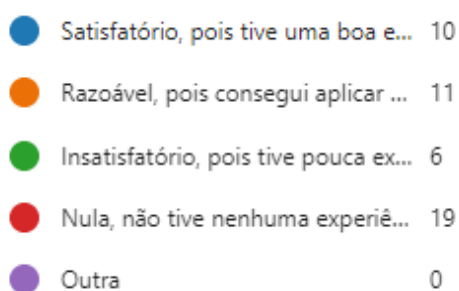 Satisfatório, pois tive uma boa e... 10
Razoável, pois consegui aplicar ... 11
Insatisfatório, pois tive pouca ex... 6
Nula, não tive nenhuma experiê... 19
Outra 0